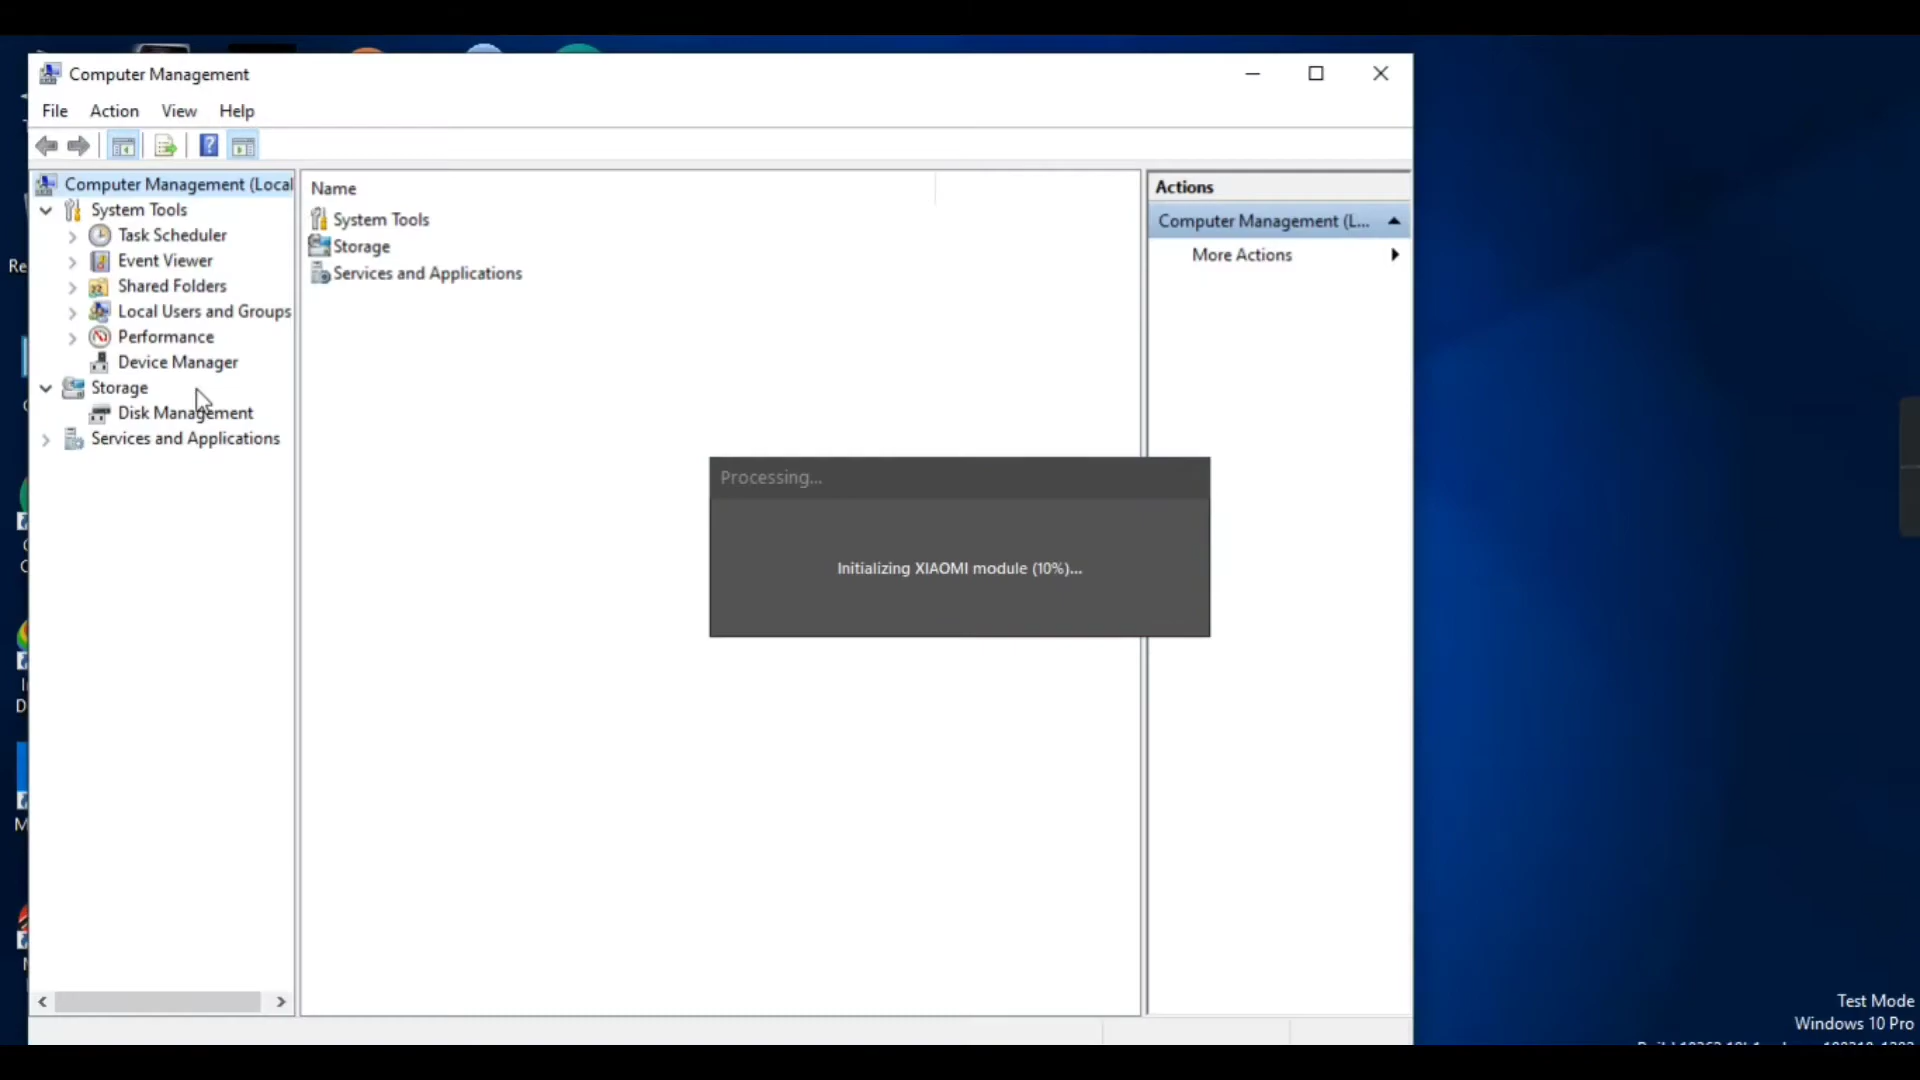 Computer Management
File Action View Help
Computer Management (Local
System Tools
Task Scheduler
Event Viewer
Shared Folders
Local Users and Groups
Performance
Device Manager
Storage
Disk Management
Services and Applications
Name
System Tools
Storage
Services and Applications
Actions
Computer Management (L...
More Actions
Processing...
Initializing XIAOMI module (10%)...
Re
Test Mode
Windows 10 Pro